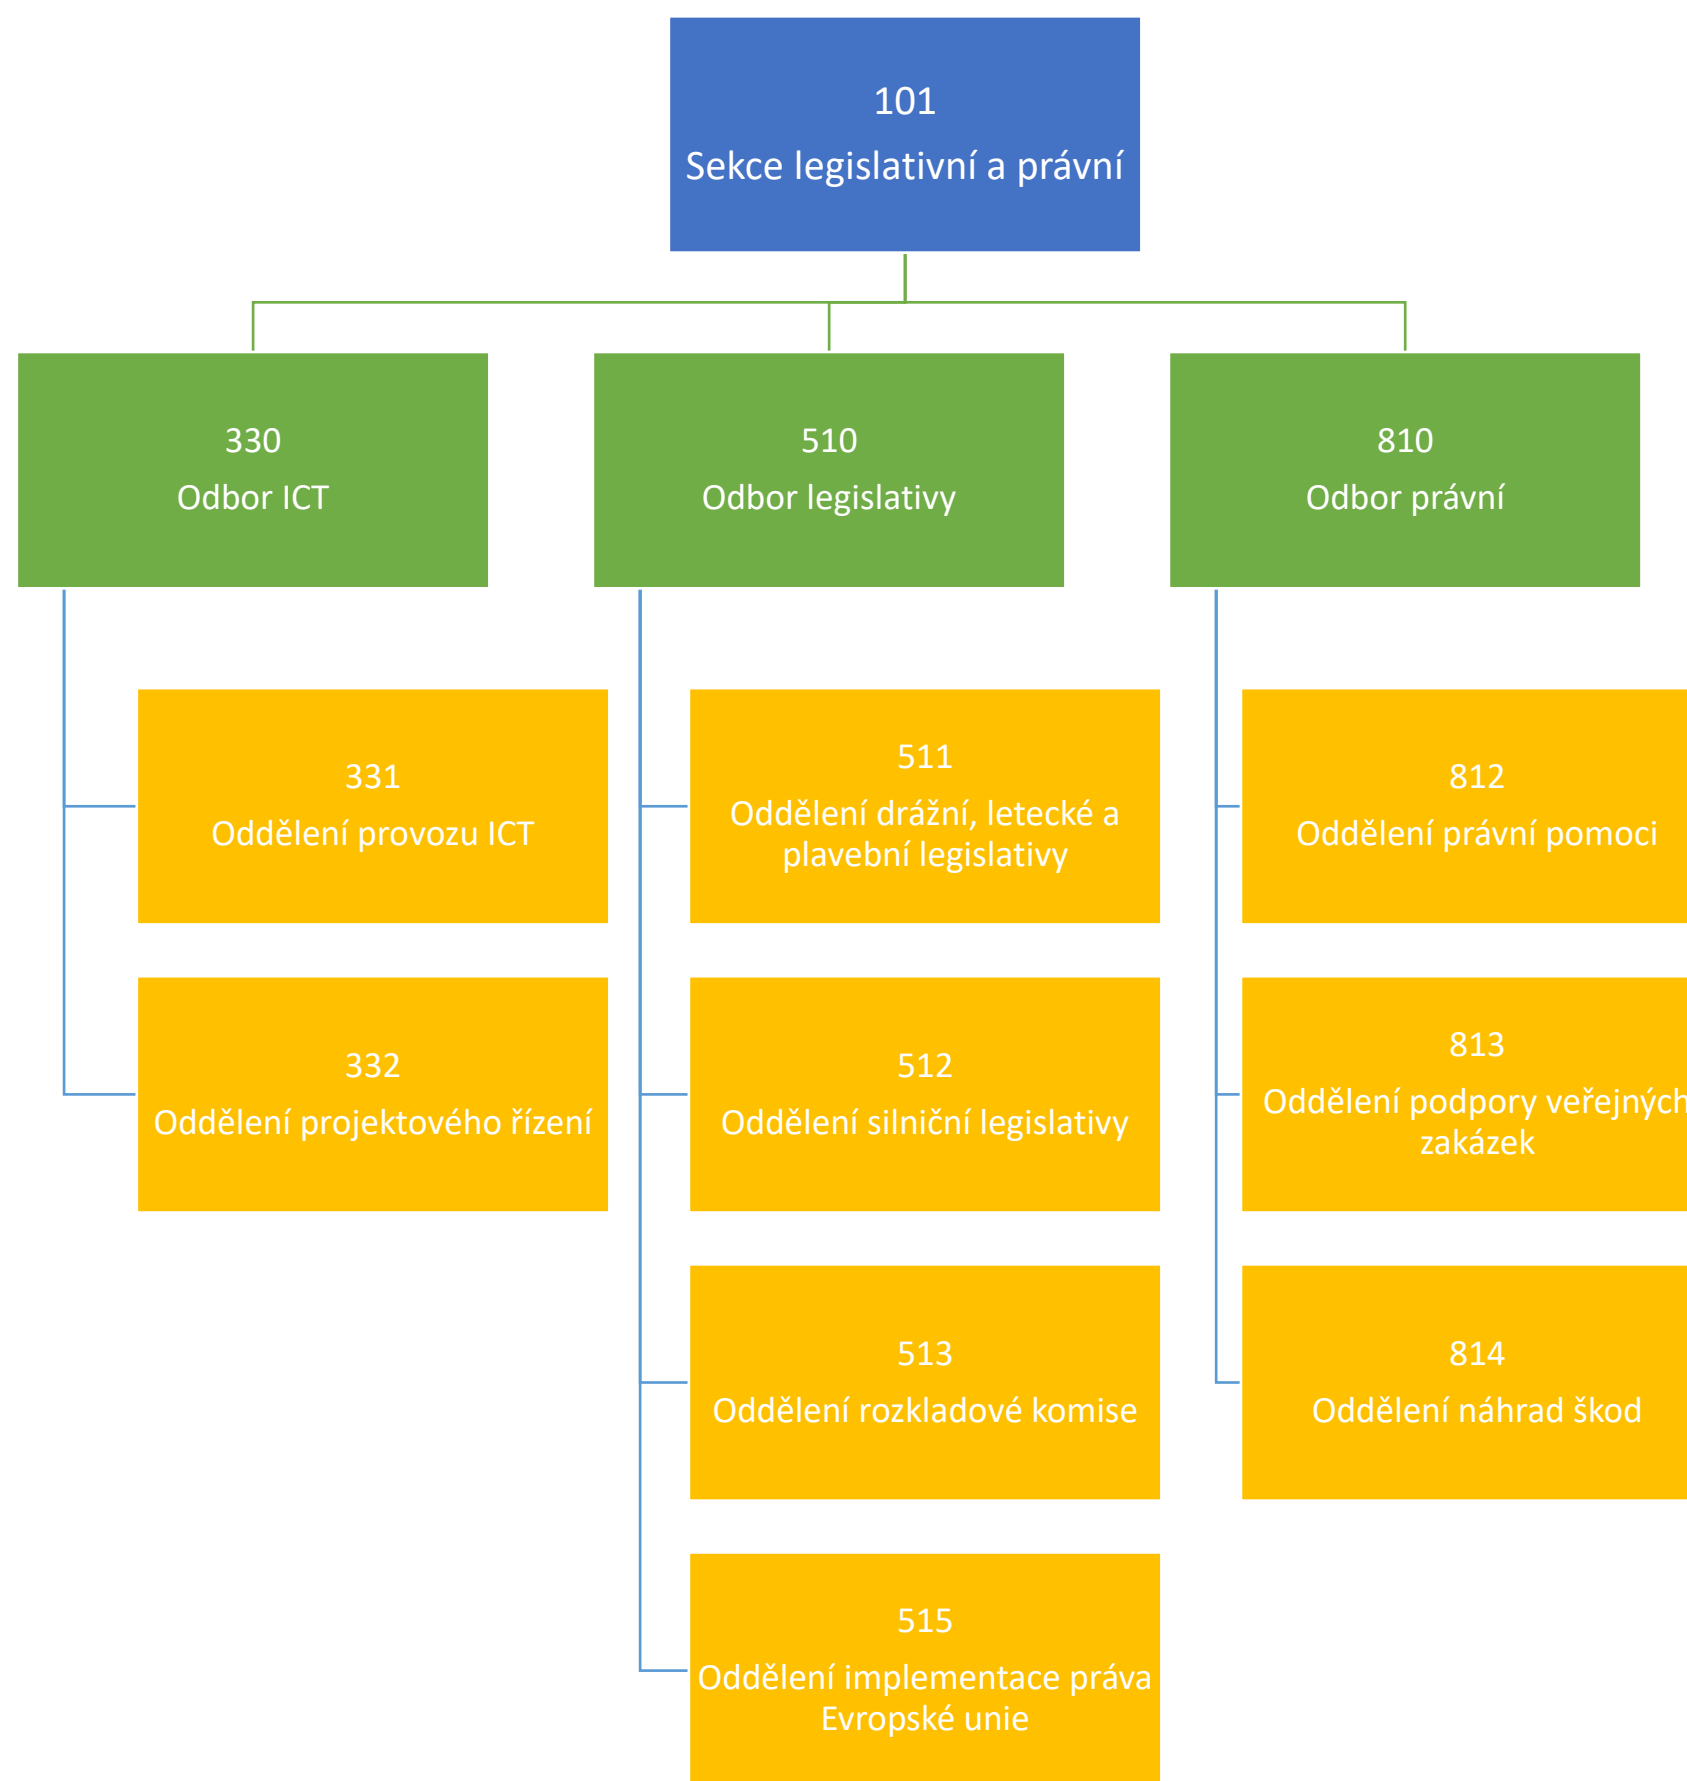 101
Sekce legislativní a právní
330
Odbor ICT
510
Odbor legislativy
810
Odbor právní
331
Oddělení provozu ICT
332
Oddělení projektového řízení
511
Oddělení drážní, letecké a
plavební legislativy
512
Oddělení silniční legislativy
513
Oddělení rozkladové komise
515
Oddělení implementace práva
Evropské unie
812
Oddělení právní pomoci
813
Oddělení podpory veřejných
zakázek
814
Oddělení náhrad škod